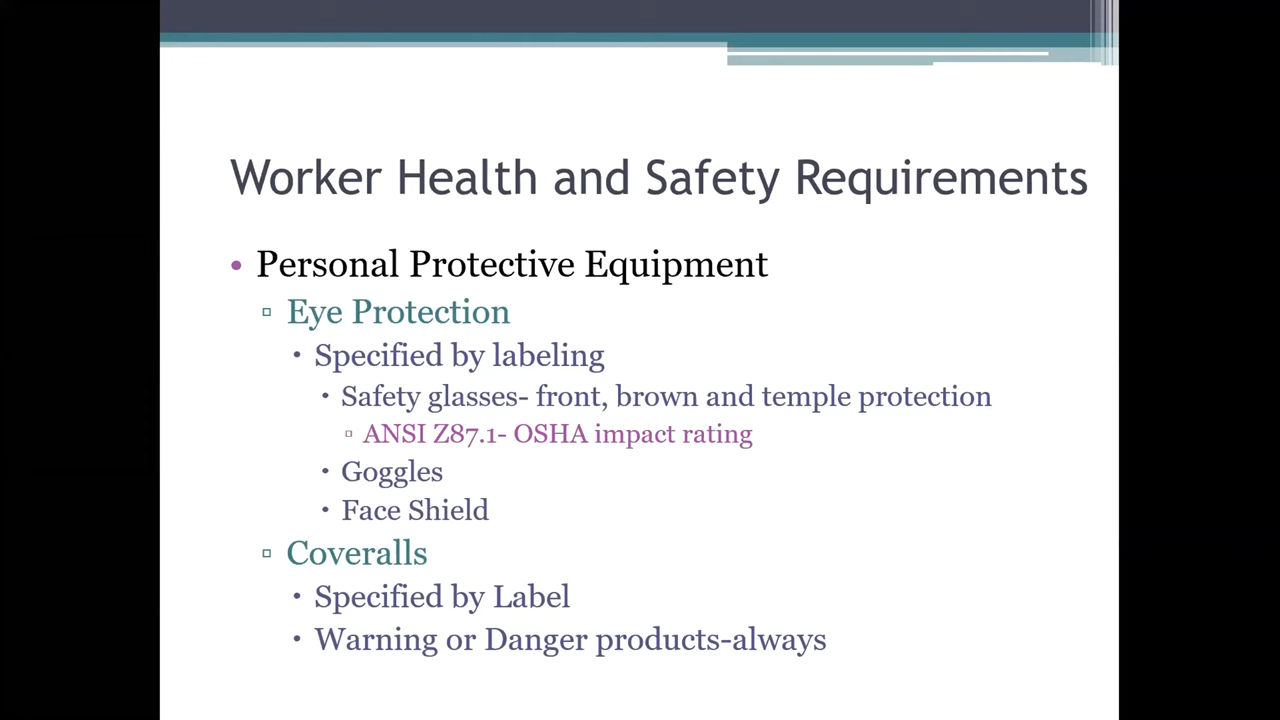 Worker Health and Safety Requirements
• Personal Protective Equipment
▫ Eye Protection
▪ Specified by labeling
• Safety glasses- front, brown and temple protection
▫ ANSI Z87.1- OSHA impact rating
• Goggles
• Face Shield
▫ Coveralls
▪ Specified by Label
▪ Warning or Danger products-always